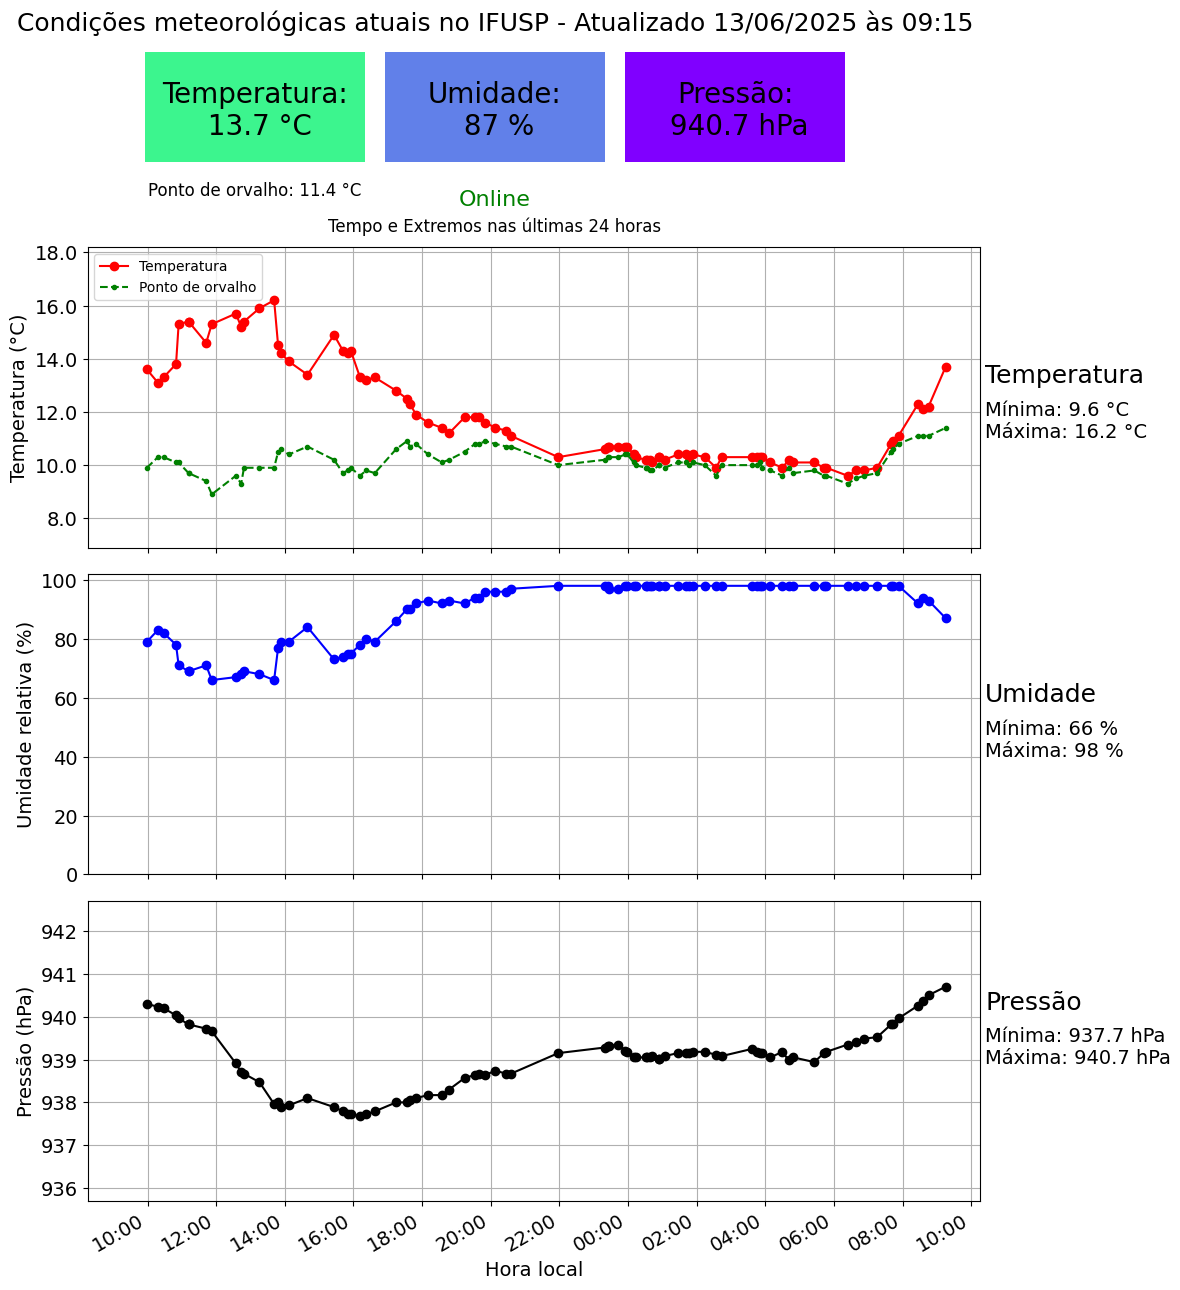 Condições meteorológicas atuais no IFUSP - Atualizado 13/06/2025 às 09:15
Temperatura:
13.7 °C
Umidade:
87 %
Pressão:
940.7 hPa
Ponto de orvalho: 11.4 °C
Online
Tempo e Extremos nas últimas 24 horas
Temperatura (°C)
18.0
16.0
14.0
12.0
10.0
8.0
Temperatura
Ponto de orvalho
Temperatura
Mínima: 9.6 °C
Máxima: 16.2 °C
Umidade relativa (%)
100
80
60
40
20
0
Umidade
Mínima: 66 %
Máxima: 98 %
Pressão (hPa)
942
941
940
939
938
937
936
Pressão
Mínima: 937.7 hPa
Máxima: 940.7 hPa
10:00 12:00 14:00 16:00 18:00 20:00 22:00 00:00 02:00 04:00 06:00 08:00 10:00
Hora local